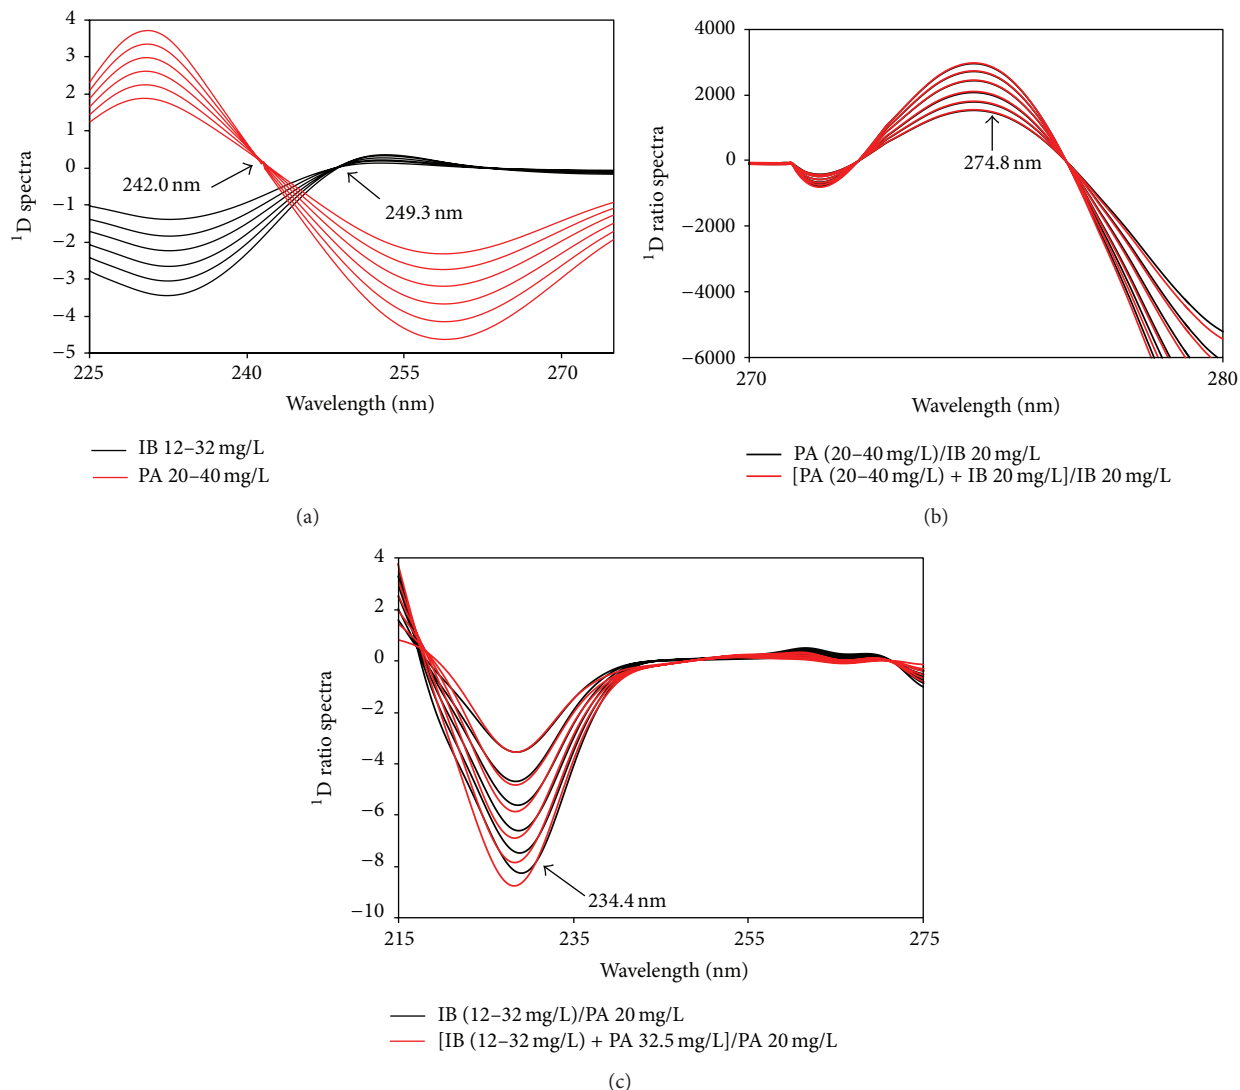 4
3
2
1
0
−1
−2
−3
−4
−5
¹D spectra
242.0 nm
249.3 nm
225
240
255
270
Wavelength (nm)
IB 12–32 mg/L
PA 20–40 mg/L
(a)
4000
2000
0
−2000
−4000
−6000
¹D ratio spectra
274.8 nm
270
280
Wavelength (nm)
PA (20–40 mg/L)/IB 20 mg/L
[PA (20–40 mg/L) + IB 20 mg/L]/IB 20 mg/L
(b)
4
2
0
−2
−4
−6
−8
−10
¹D ratio spectra
234.4 nm
215
235
255
275
Wavelength (nm)
IB (12–32 mg/L)/PA 20 mg/L
[IB (12–32 mg/L) + PA 32.5 mg/L]/PA 20 mg/L
(c)